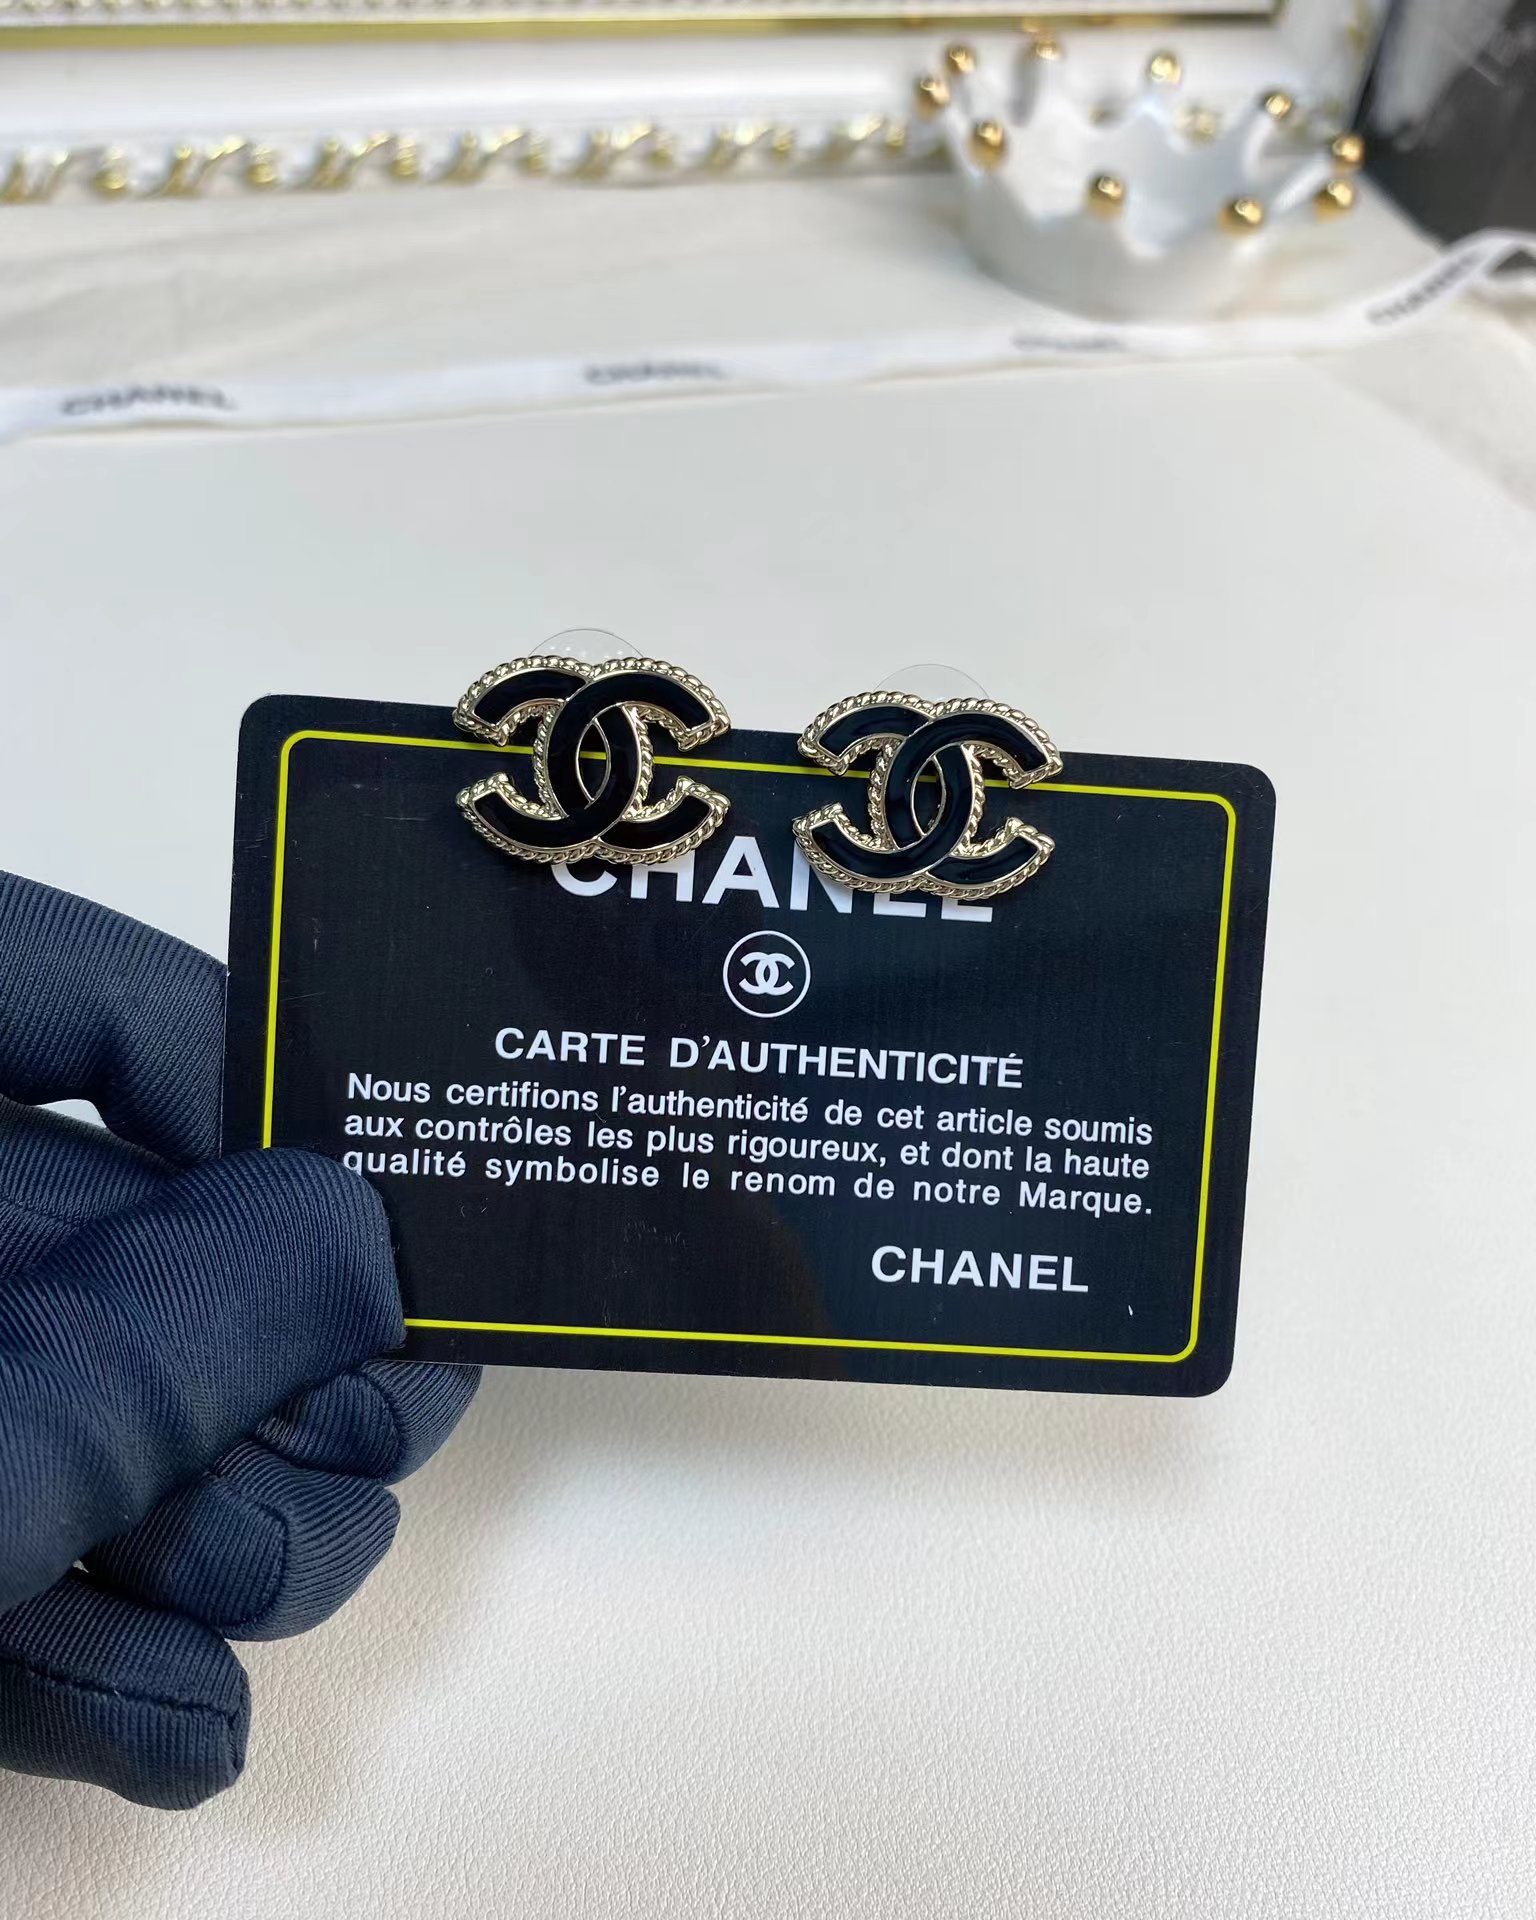 CHANEL CHANEL CHANEL CHANEL
CHANEL
CARTE D'AUTHENTICITÉ
Nous certifions l'authenticité de cet article soumis
aux contrôles les plus rigoureux, et dont la haute
qualité symbolise le renom de notre Marque.
CHANEL